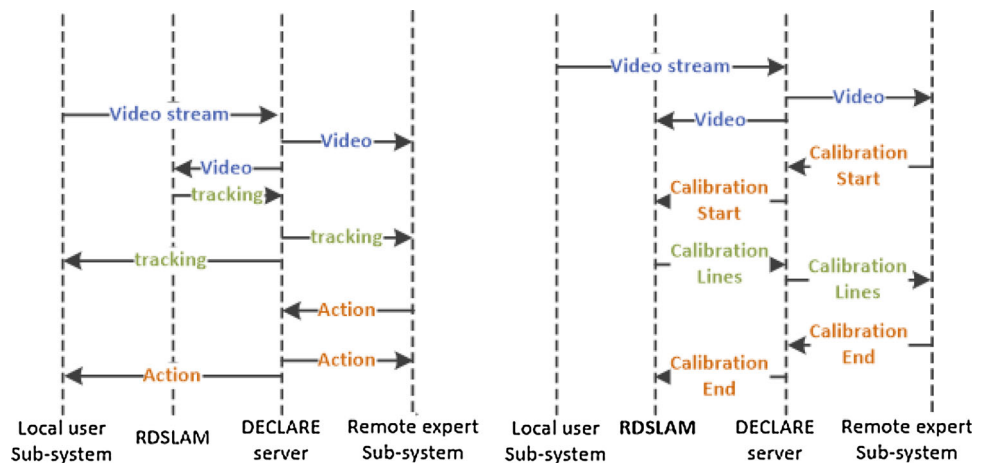 Video stream
Video
Video
tracking
tracking
tracking
Action
Action
Action
Local user
Sub-system
RDSLAM
DECLARE
server
Remote expert
Sub-system
Video stream
Video
Video
Calibration
Start
Calibration
Start
Calibration
Lines
Calibration
Lines
Calibration
End
Calibration
End
Local user
Sub-system
RDSLAM
DECLARE
server
Remote expert
Sub-system